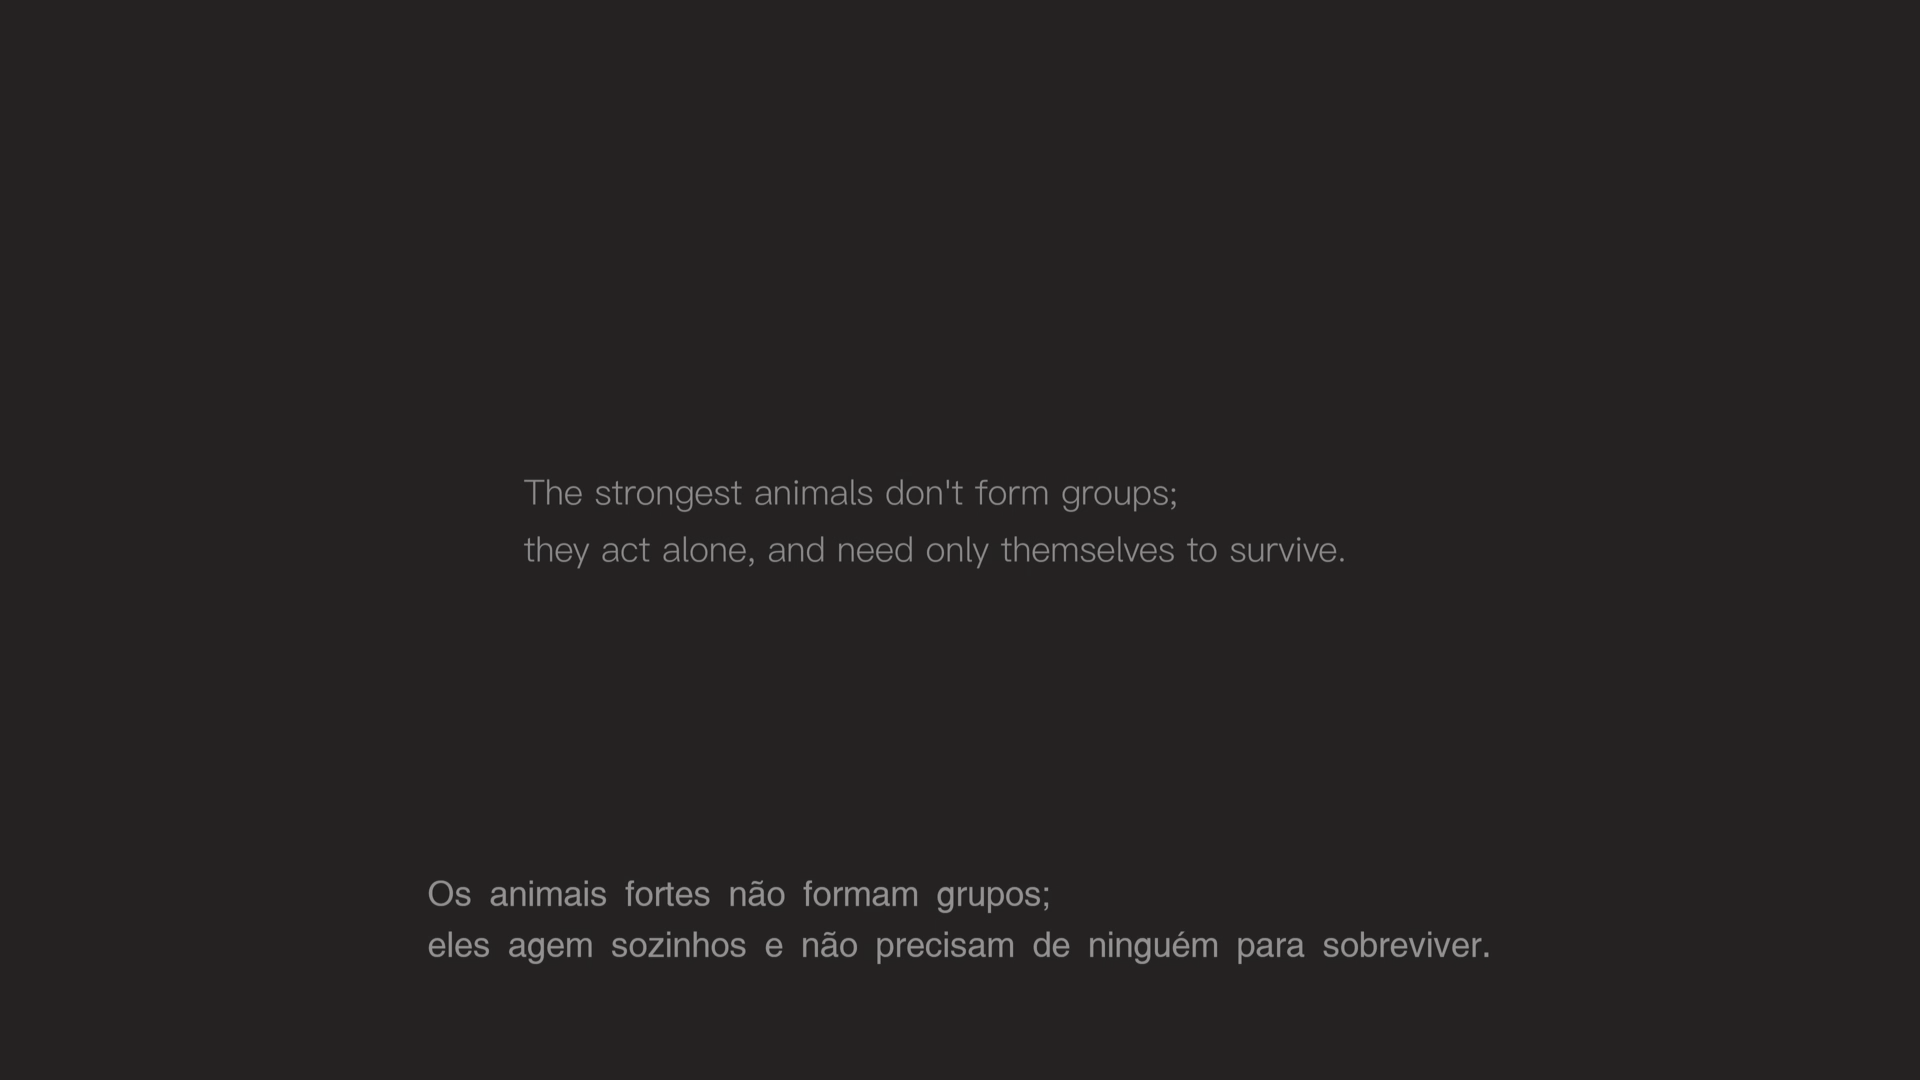 The strongest animals don't form groups;
they act alone, and need only themselves to survive.
Os animais fortes não formam grupos;
eles agem sozinhos e não precisam de ninguém para sobreviver.